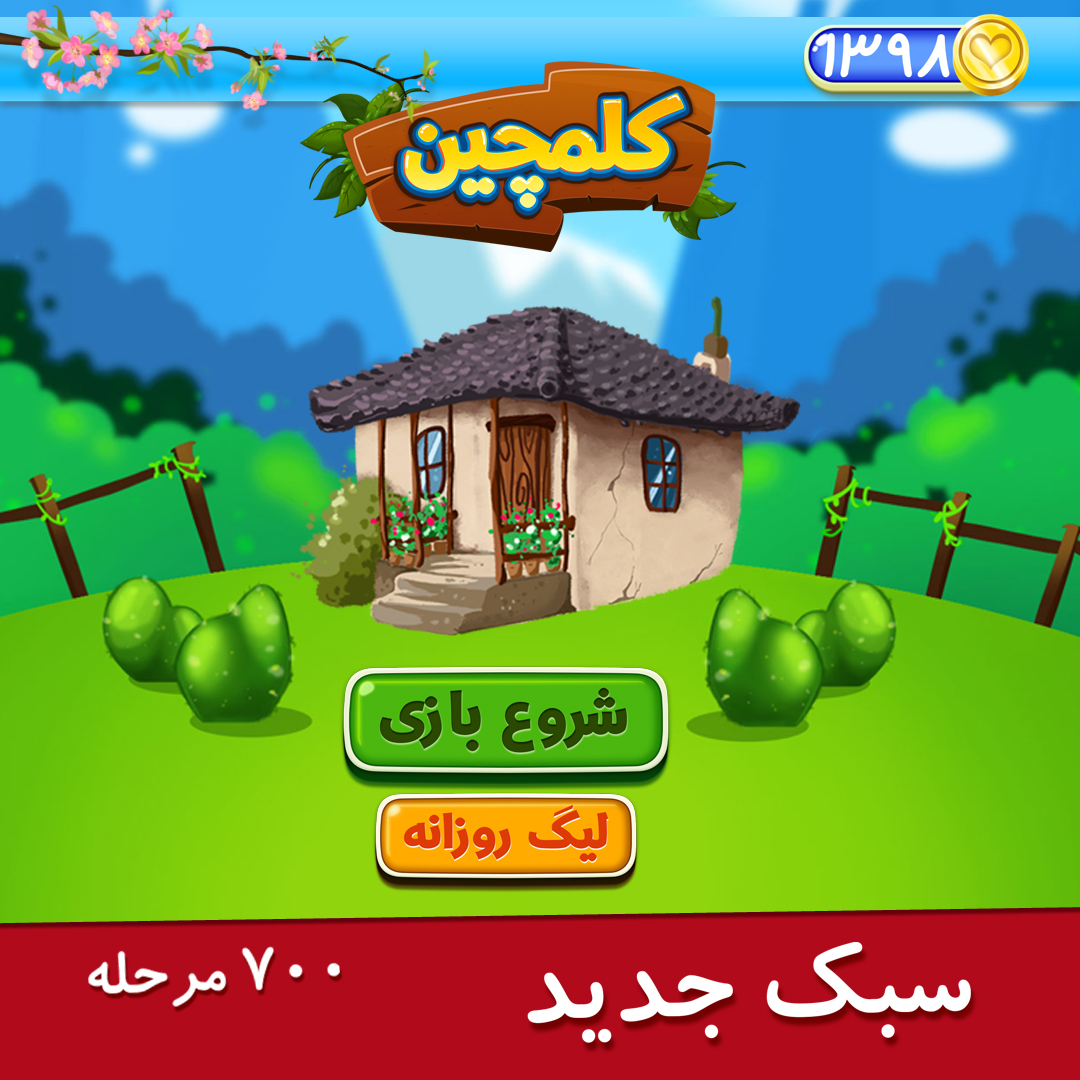 ۱۳۹۸
کلمچین
شروع بازی
لیگ روزانه
سبک جدید
۷۰۰ مرحله